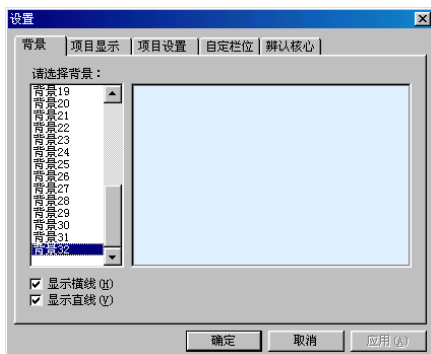 设置
背景 项目显示 项目设置 自定栏位 辨认核心
请选择背景：
背景19
背景20
背景21
背景22
背景23
背景24
背景25
背景26
背景27
背景28
背景29
背景30
背景31
背景32
显示横线(H)
显示直线(V)
确定 取消 应用(A)